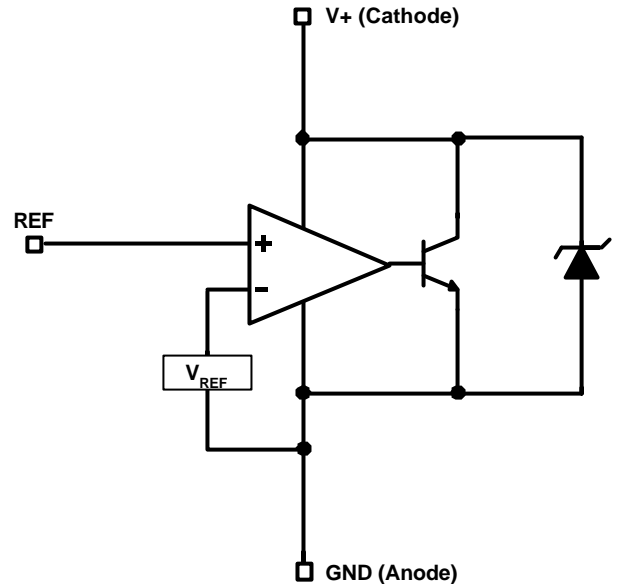 V+ (Cathode)
REF
+
-
VREF
GND (Anode)